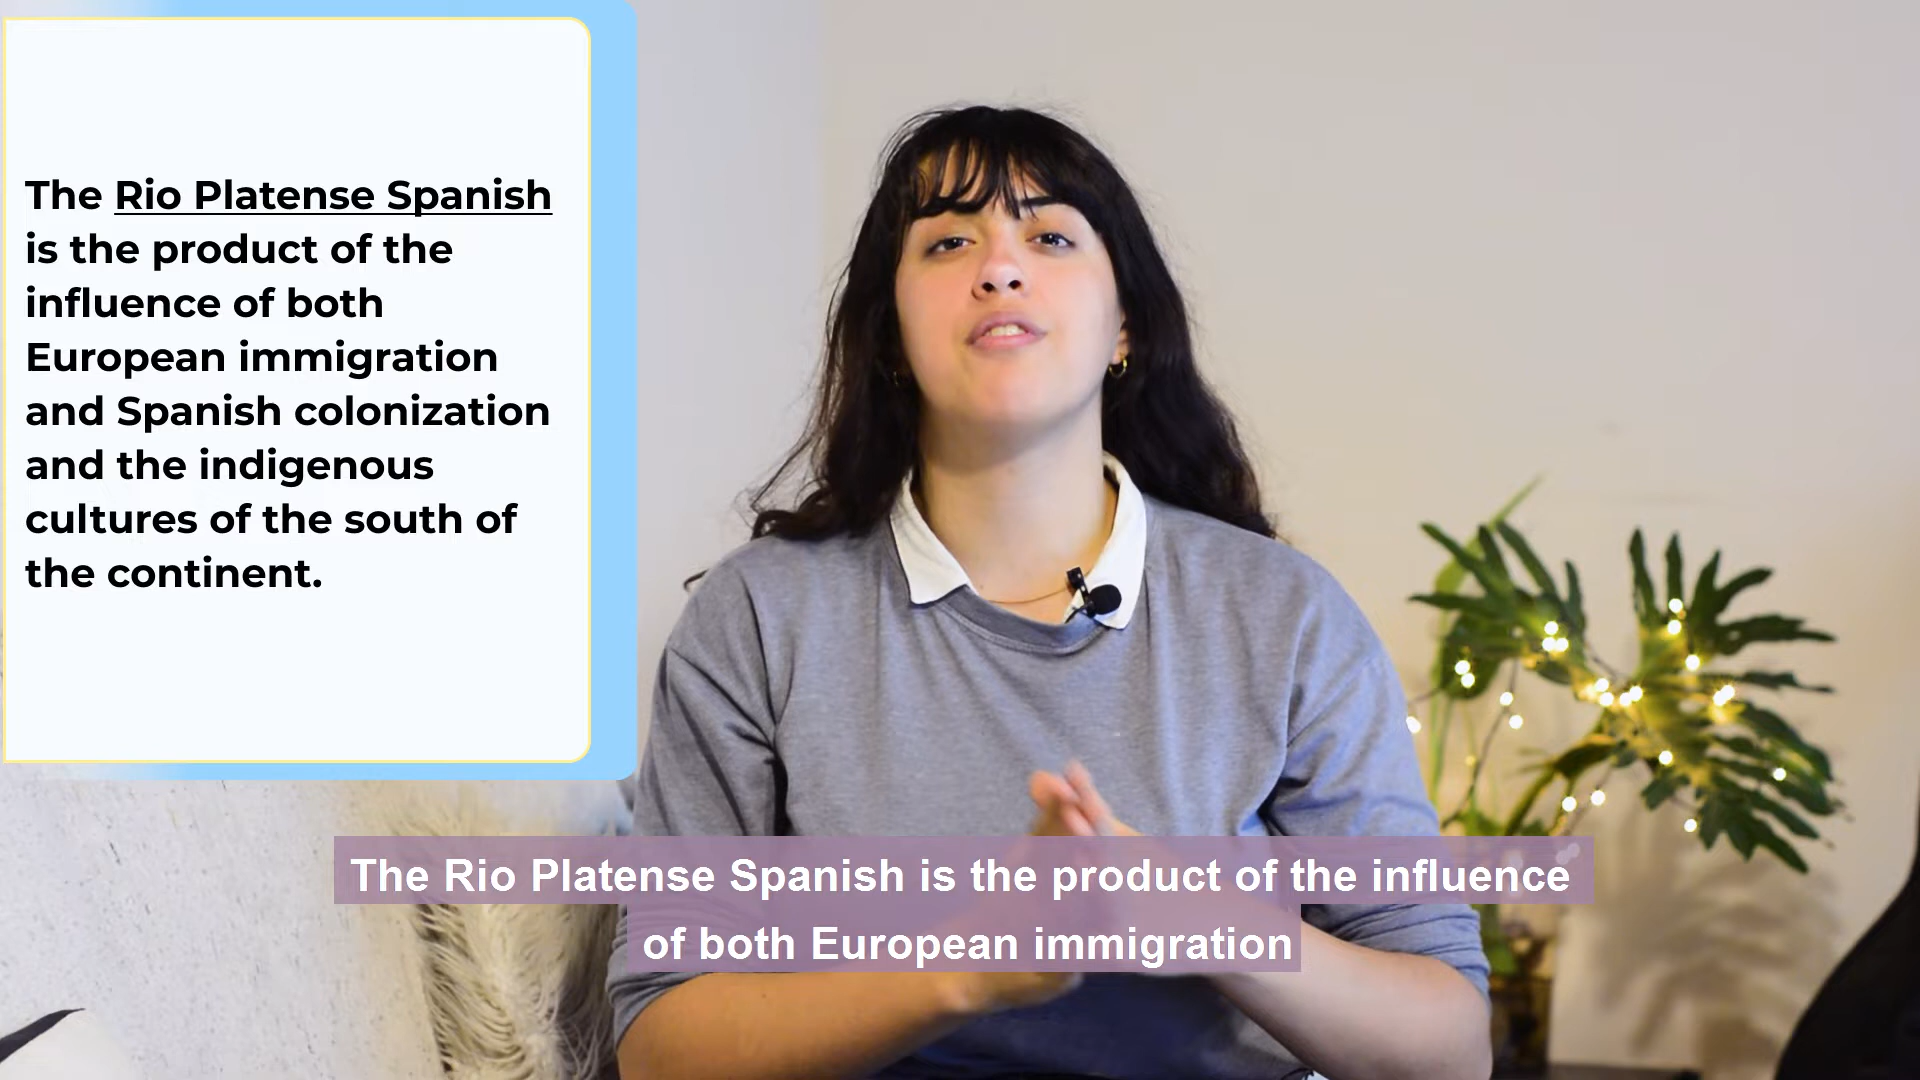 The Rio Platense Spanish
is the product of the
influence of both
European immigration
and Spanish colonization
and the indigenous
cultures of the south of
the continent.
The Rio Platense Spanish is the product of the influence
of both European immigration